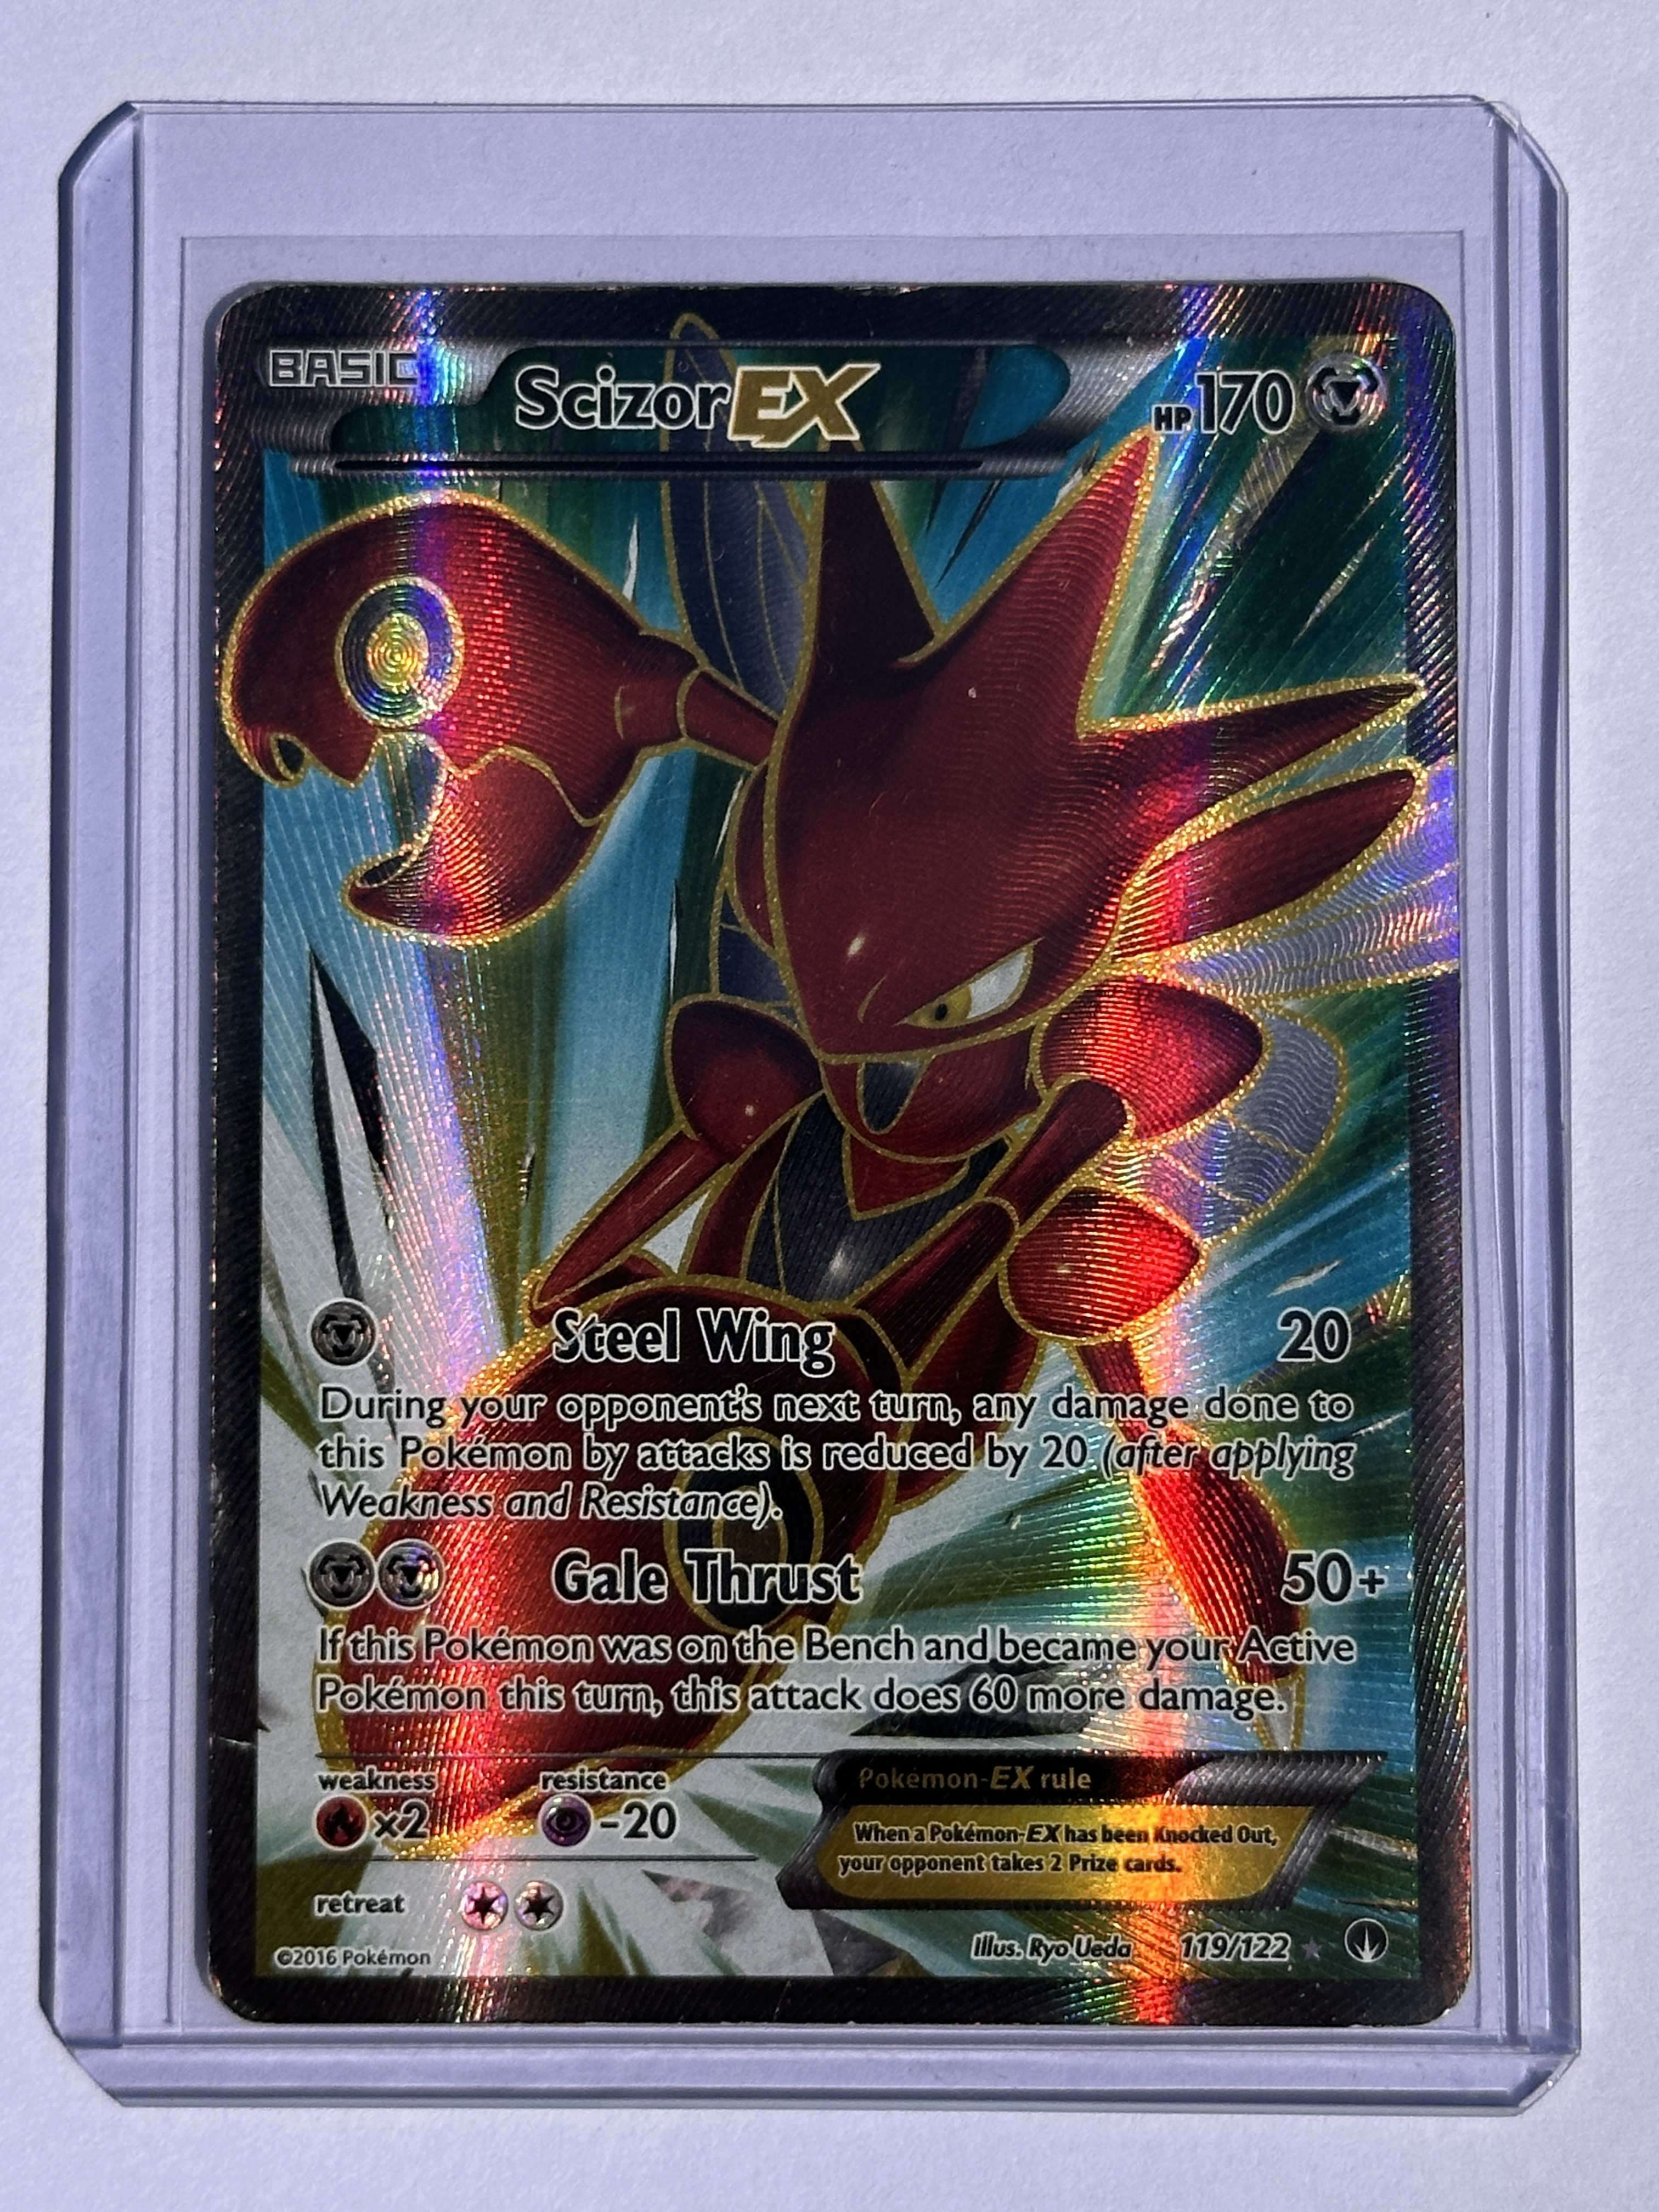 BASIC
ScizorEX
HP170
Steel Wing 20
During your opponent's next turn, any damage done to
this Pokémon by attacks is reduced by 20 (after applying
Weakness and Resistance).
Gale Thrust 50+
If this Pokémon was on the Bench and became your Active
Pokémon this turn, this attack does 60 more damage.
weakness resistance
×2 -20
Pokémon-EX rule
When a Pokémon-EX has been Knocked Out,
your opponent takes 2 Prize cards.
retreat
©2016 Pokémon
Illus. Ryo Ueda 119/122